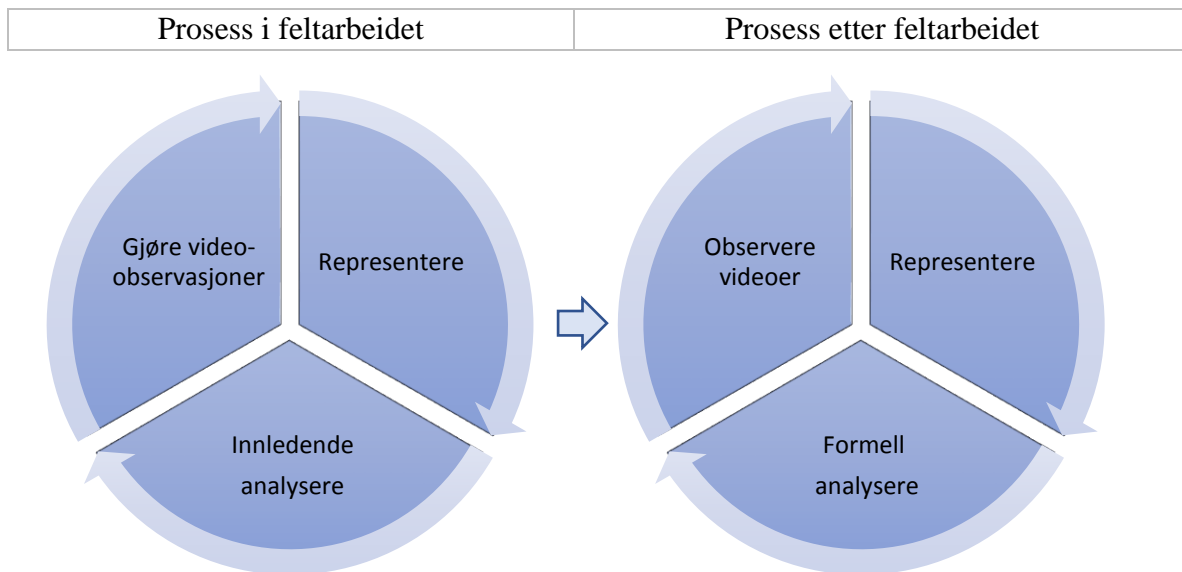 Prosess i feltarbeidet
Prosess etter feltarbeidet
Gjøre video-
observasjoner
Representere
Innledende
analysere
Observere
videoer
Representere
Formell
analysere